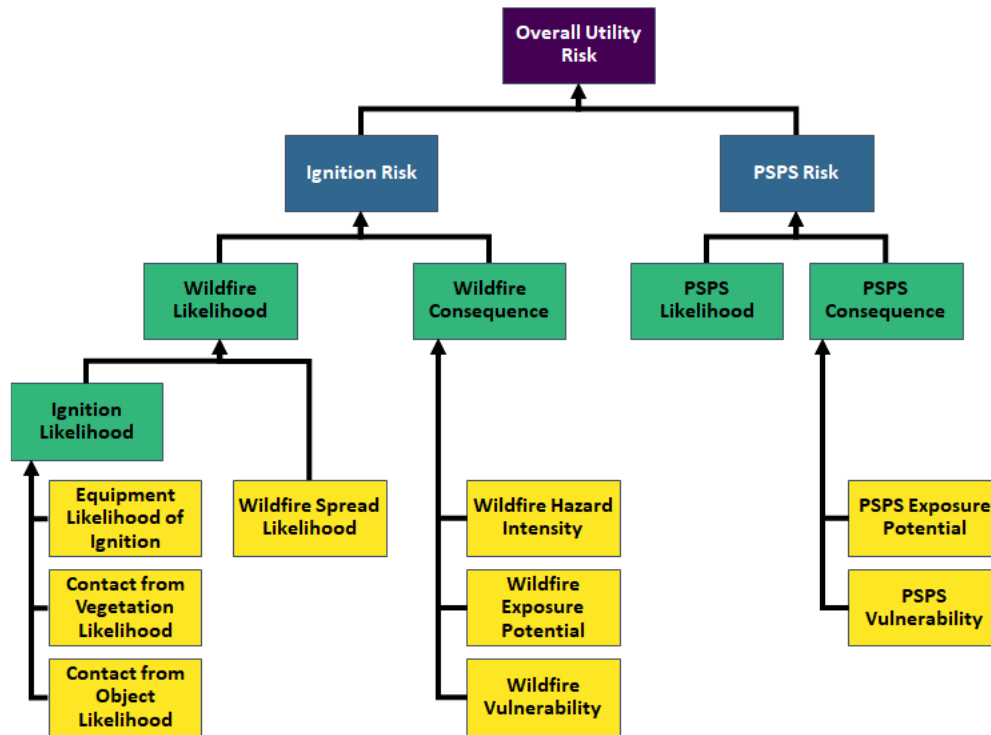 Overall Utility
Risk
Ignition Risk
PSPS Risk
Wildfire
Likelihood
Wildfire
Consequence
PSPS
Likelihood
PSPS
Consequence
Ignition
Likelihood
Equipment
Likelihood of
Ignition
Wildfire Spread
Likelihood
Wildfire Hazard
Intensity
PSPS Exposure
Potential
Contact from
Vegetation
Likelihood
Wildfire
Exposure
Potential
PSPS
Vulnerability
Contact from
Object
Likelihood
Wildfire
Vulnerability